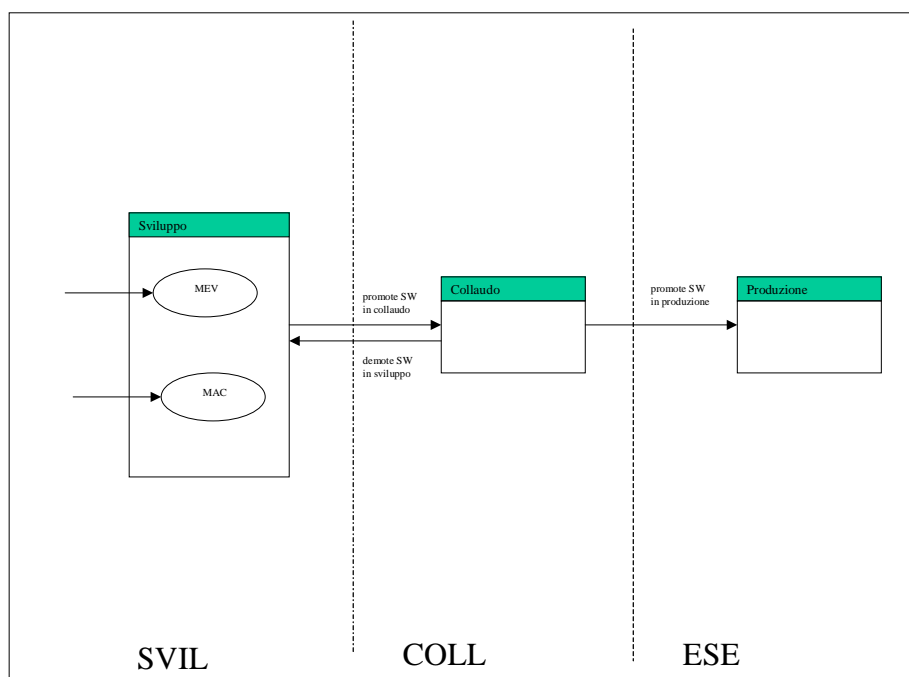 Sviluppo
MEV
MAC
promote SW
in collaudo
demote SW
in sviluppo
Collaudo
promote SW
in produzione
Produzione
SVIL
COLL
ESE